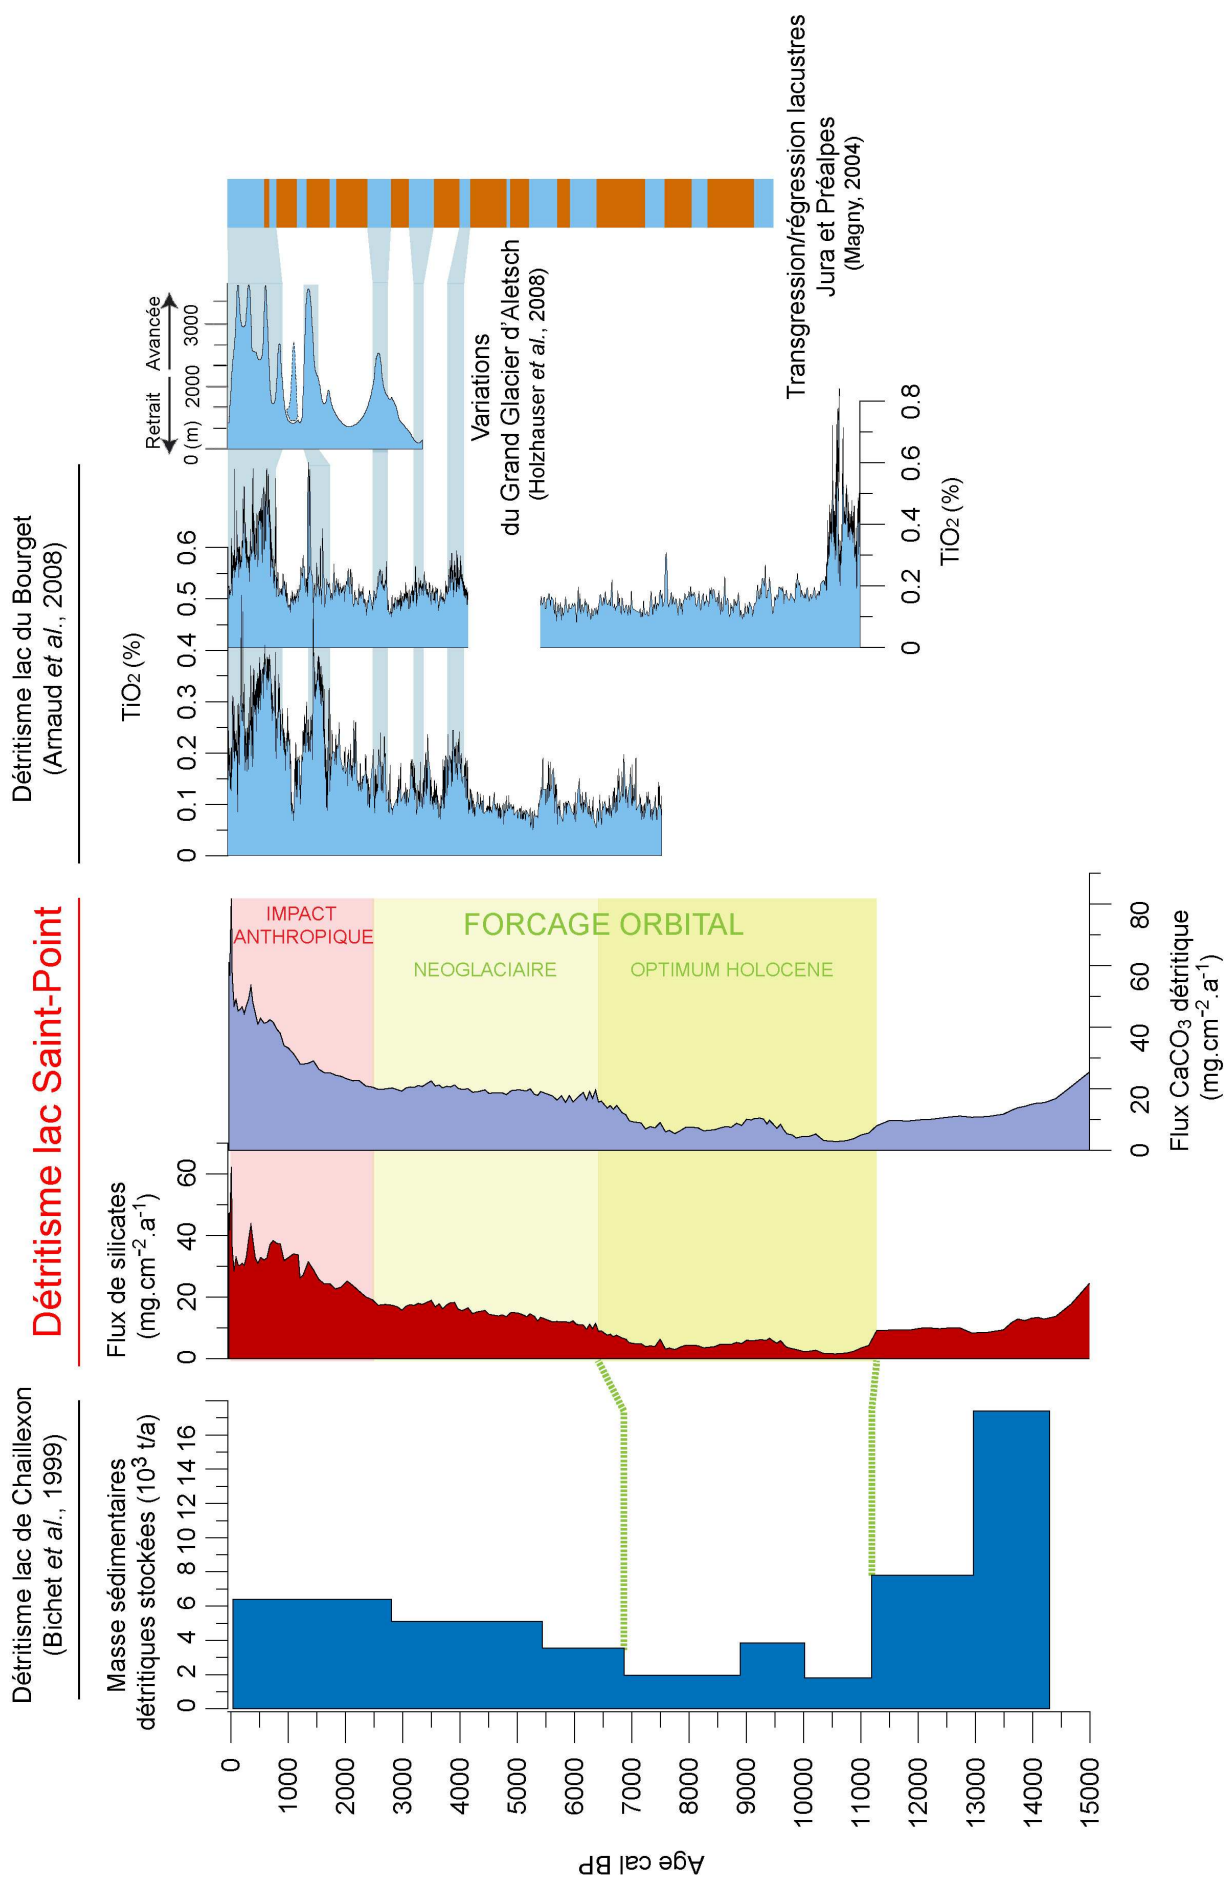 Détritisme lac de Chaillexon
(Bichet et al., 1999)
Masse sédimentaires
détritiques stockées (10³ t/a)
0 2 4 6 8 10 12 14 16
Détritisme lac Saint-Point
Flux de silicates
(mg.cm⁻².a⁻¹)
0 20 40 60
IMPACT
ANTHROPIQUE
FORCAGE ORBITAL
NEOGLACIAIRE
OPTIMUM HOLOCENE
0 20 40 60 80
Flux CaCO₃ détritique
(mg.cm⁻².a⁻¹)
Détritisme lac du Bourget
(Arnaud et al., 2008)
TiO₂ (%)
0 0.1 0.2 0.3 0.4 0.5 0.6
0 0.2 0.4 0.6 0.8
TiO₂ (%)
Retrait Avancée
0 (m) 2000 3000
Variations
du Grand Glacier d'Aletsch
(Holzhauser et al., 2008)
Transgression/régression lacustres
Jura et Préalpes
(Magny, 2004)
Age cal BP
0
1000
2000
3000
4000
5000
6000
7000
8000
9000
10000
11000
12000
13000
14000
15000